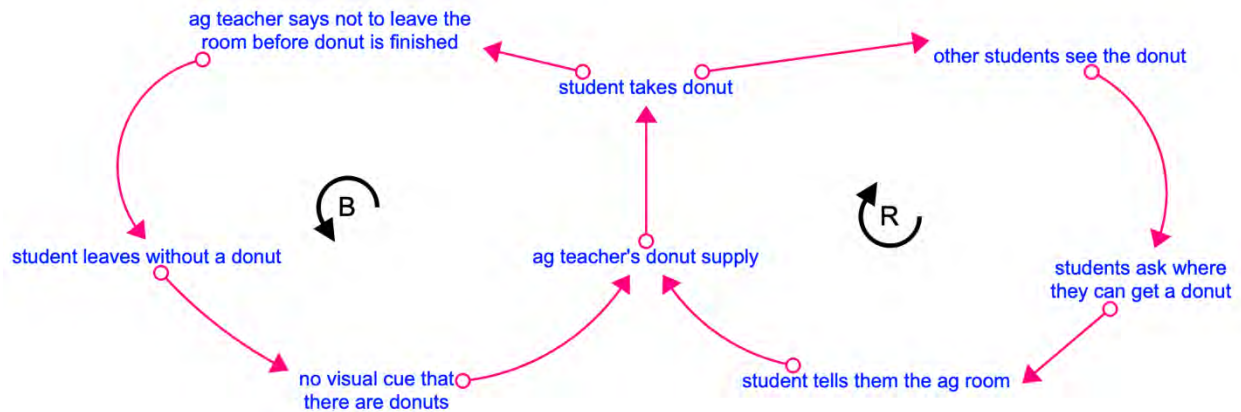 ag teacher says not to leave the
room before donut is finished
other students see the donut
student takes donut
B
R
student leaves without a donut
ag teacher's donut supply
students ask where
they can get a donut
no visual cue that
there are donuts
student tells them the ag room